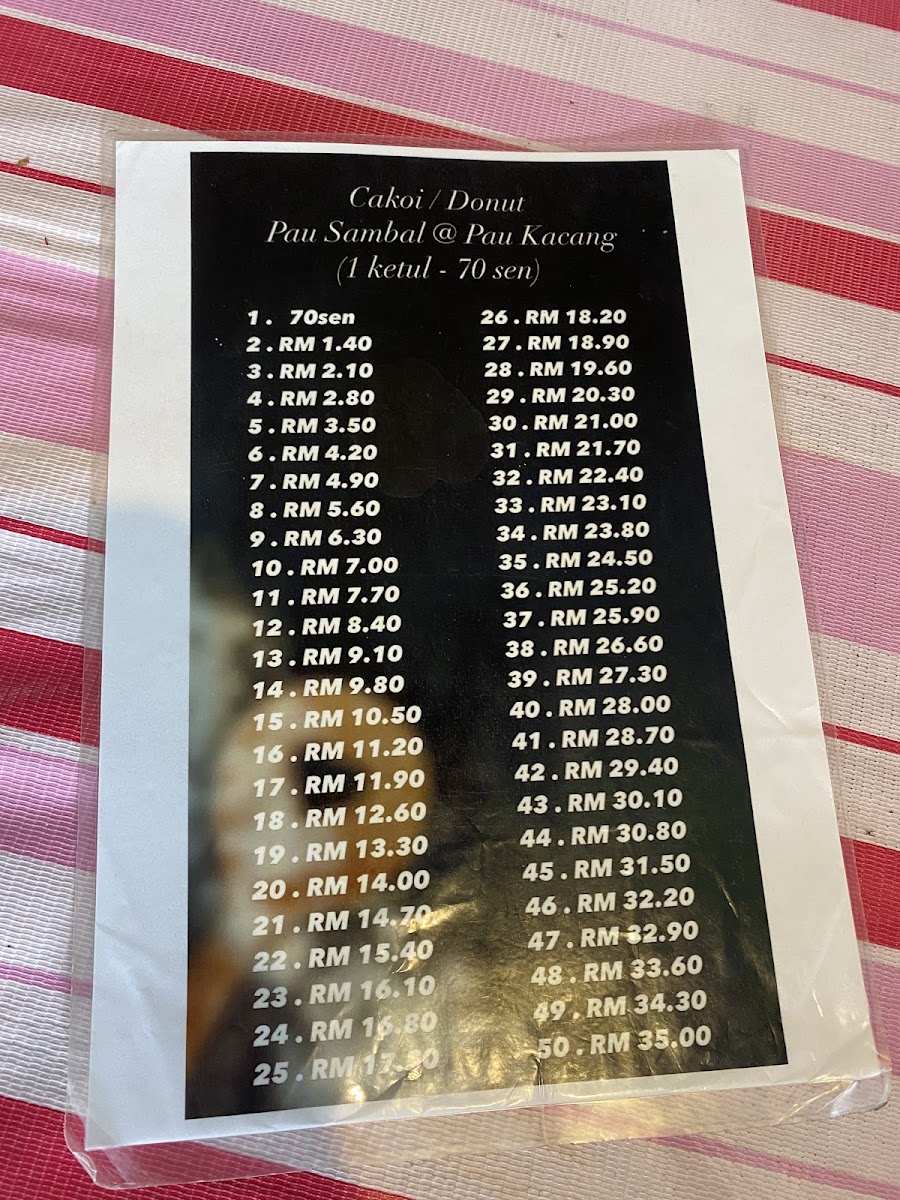 Cakoi / Donut
Pau Sambal @ Pau Kacang
(1 ketul - 70 sen)
1 . 70sen
2 . RM 1.40
3 . RM 2.10
4 . RM 2.80
5 . RM 3.50
6 . RM 4.20
7 . RM 4.90
8 . RM 5.60
9 . RM 6.30
10 . RM 7.00
11 . RM 7.70
12 . RM 8.40
13 . RM 9.10
14 . RM 9.80
15 . RM 10.50
16 . RM 11.20
17 . RM 11.90
18 . RM 12.60
19 . RM 13.30
20 . RM 14.00
21 . RM 14.70
22 . RM 15.40
23 . RM 16.10
24 . RM 16.80
25 . RM 17.50
26 . RM 18.20
27 . RM 18.90
28 . RM 19.60
29 . RM 20.30
30 . RM 21.00
31 . RM 21.70
32 . RM 22.40
33 . RM 23.10
34 . RM 23.80
35 . RM 24.50
36 . RM 25.20
37 . RM 25.90
38 . RM 26.60
39 . RM 27.30
40 . RM 28.00
41 . RM 28.70
42 . RM 29.40
43 . RM 30.10
44 . RM 30.80
45 . RM 31.50
46 . RM 32.20
47 . RM 32.90
48 . RM 33.60
49 . RM 34.30
50 . RM 35.00